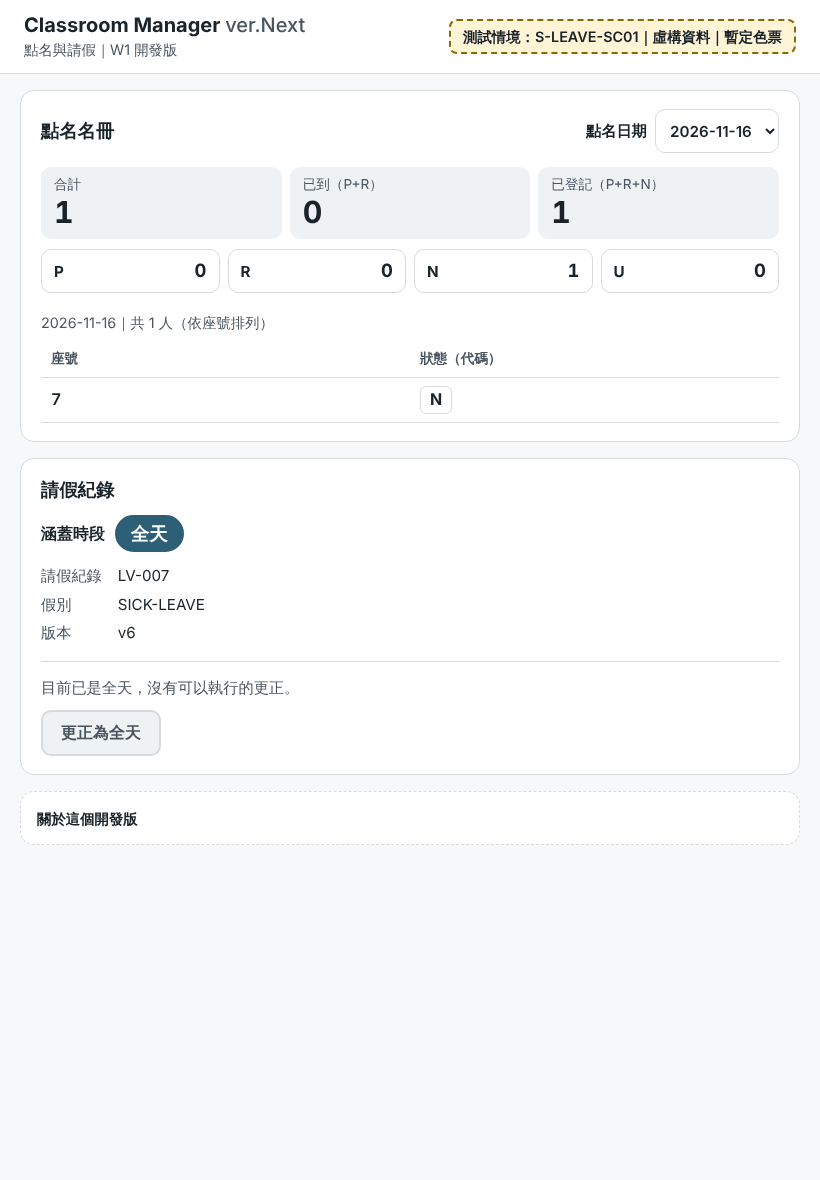 Classroom Manager ver.Next
點名與請假｜W1 開發版
測試情境：S-LEAVE-SC01｜虛構資料｜暫定色票
點名名冊
點名日期 2026-11-16
合計 已到（P+R） 已登記（P+R+N）
1 0 1
P 0 R 0 N 1 U 0
2026-11-16｜共 1 人（依座號排列）
座號 狀態（代碼）
7 N
請假紀錄
涵蓋時段 全天
請假紀錄 LV-007
假別 SICK-LEAVE
版本 v6
目前已是全天，沒有可以執行的更正。
更正為全天
關於這個開發版